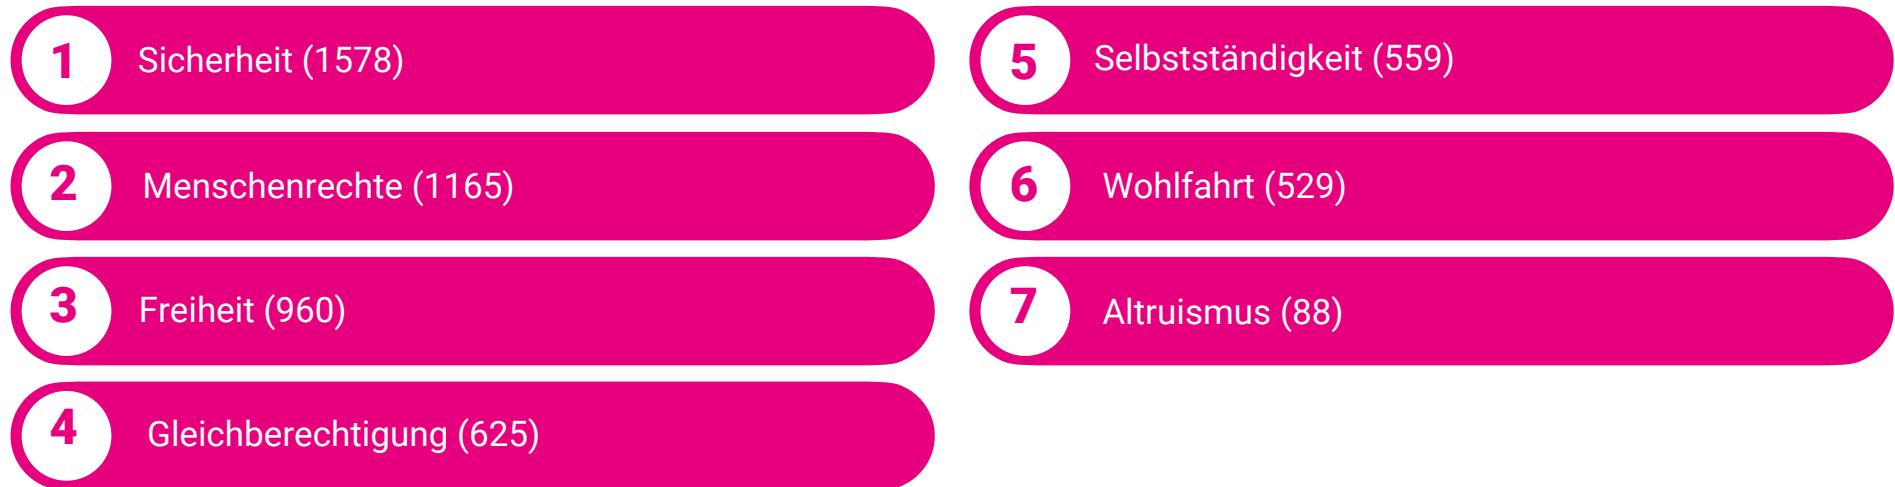 1 Sicherheit (1578)
2 Menschenrechte (1165)
3 Freiheit (960)
4 Gleichberechtigung (625)
5 Selbstständigkeit (559)
6 Wohlfahrt (529)
7 Altruismus (88)